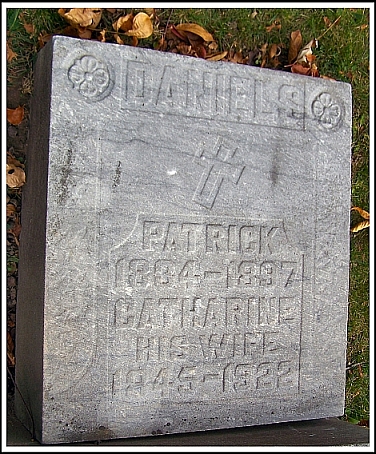 DANIELS
PATRICK
1834-1897
CATHARINE
HIS WIFE
1845-1922